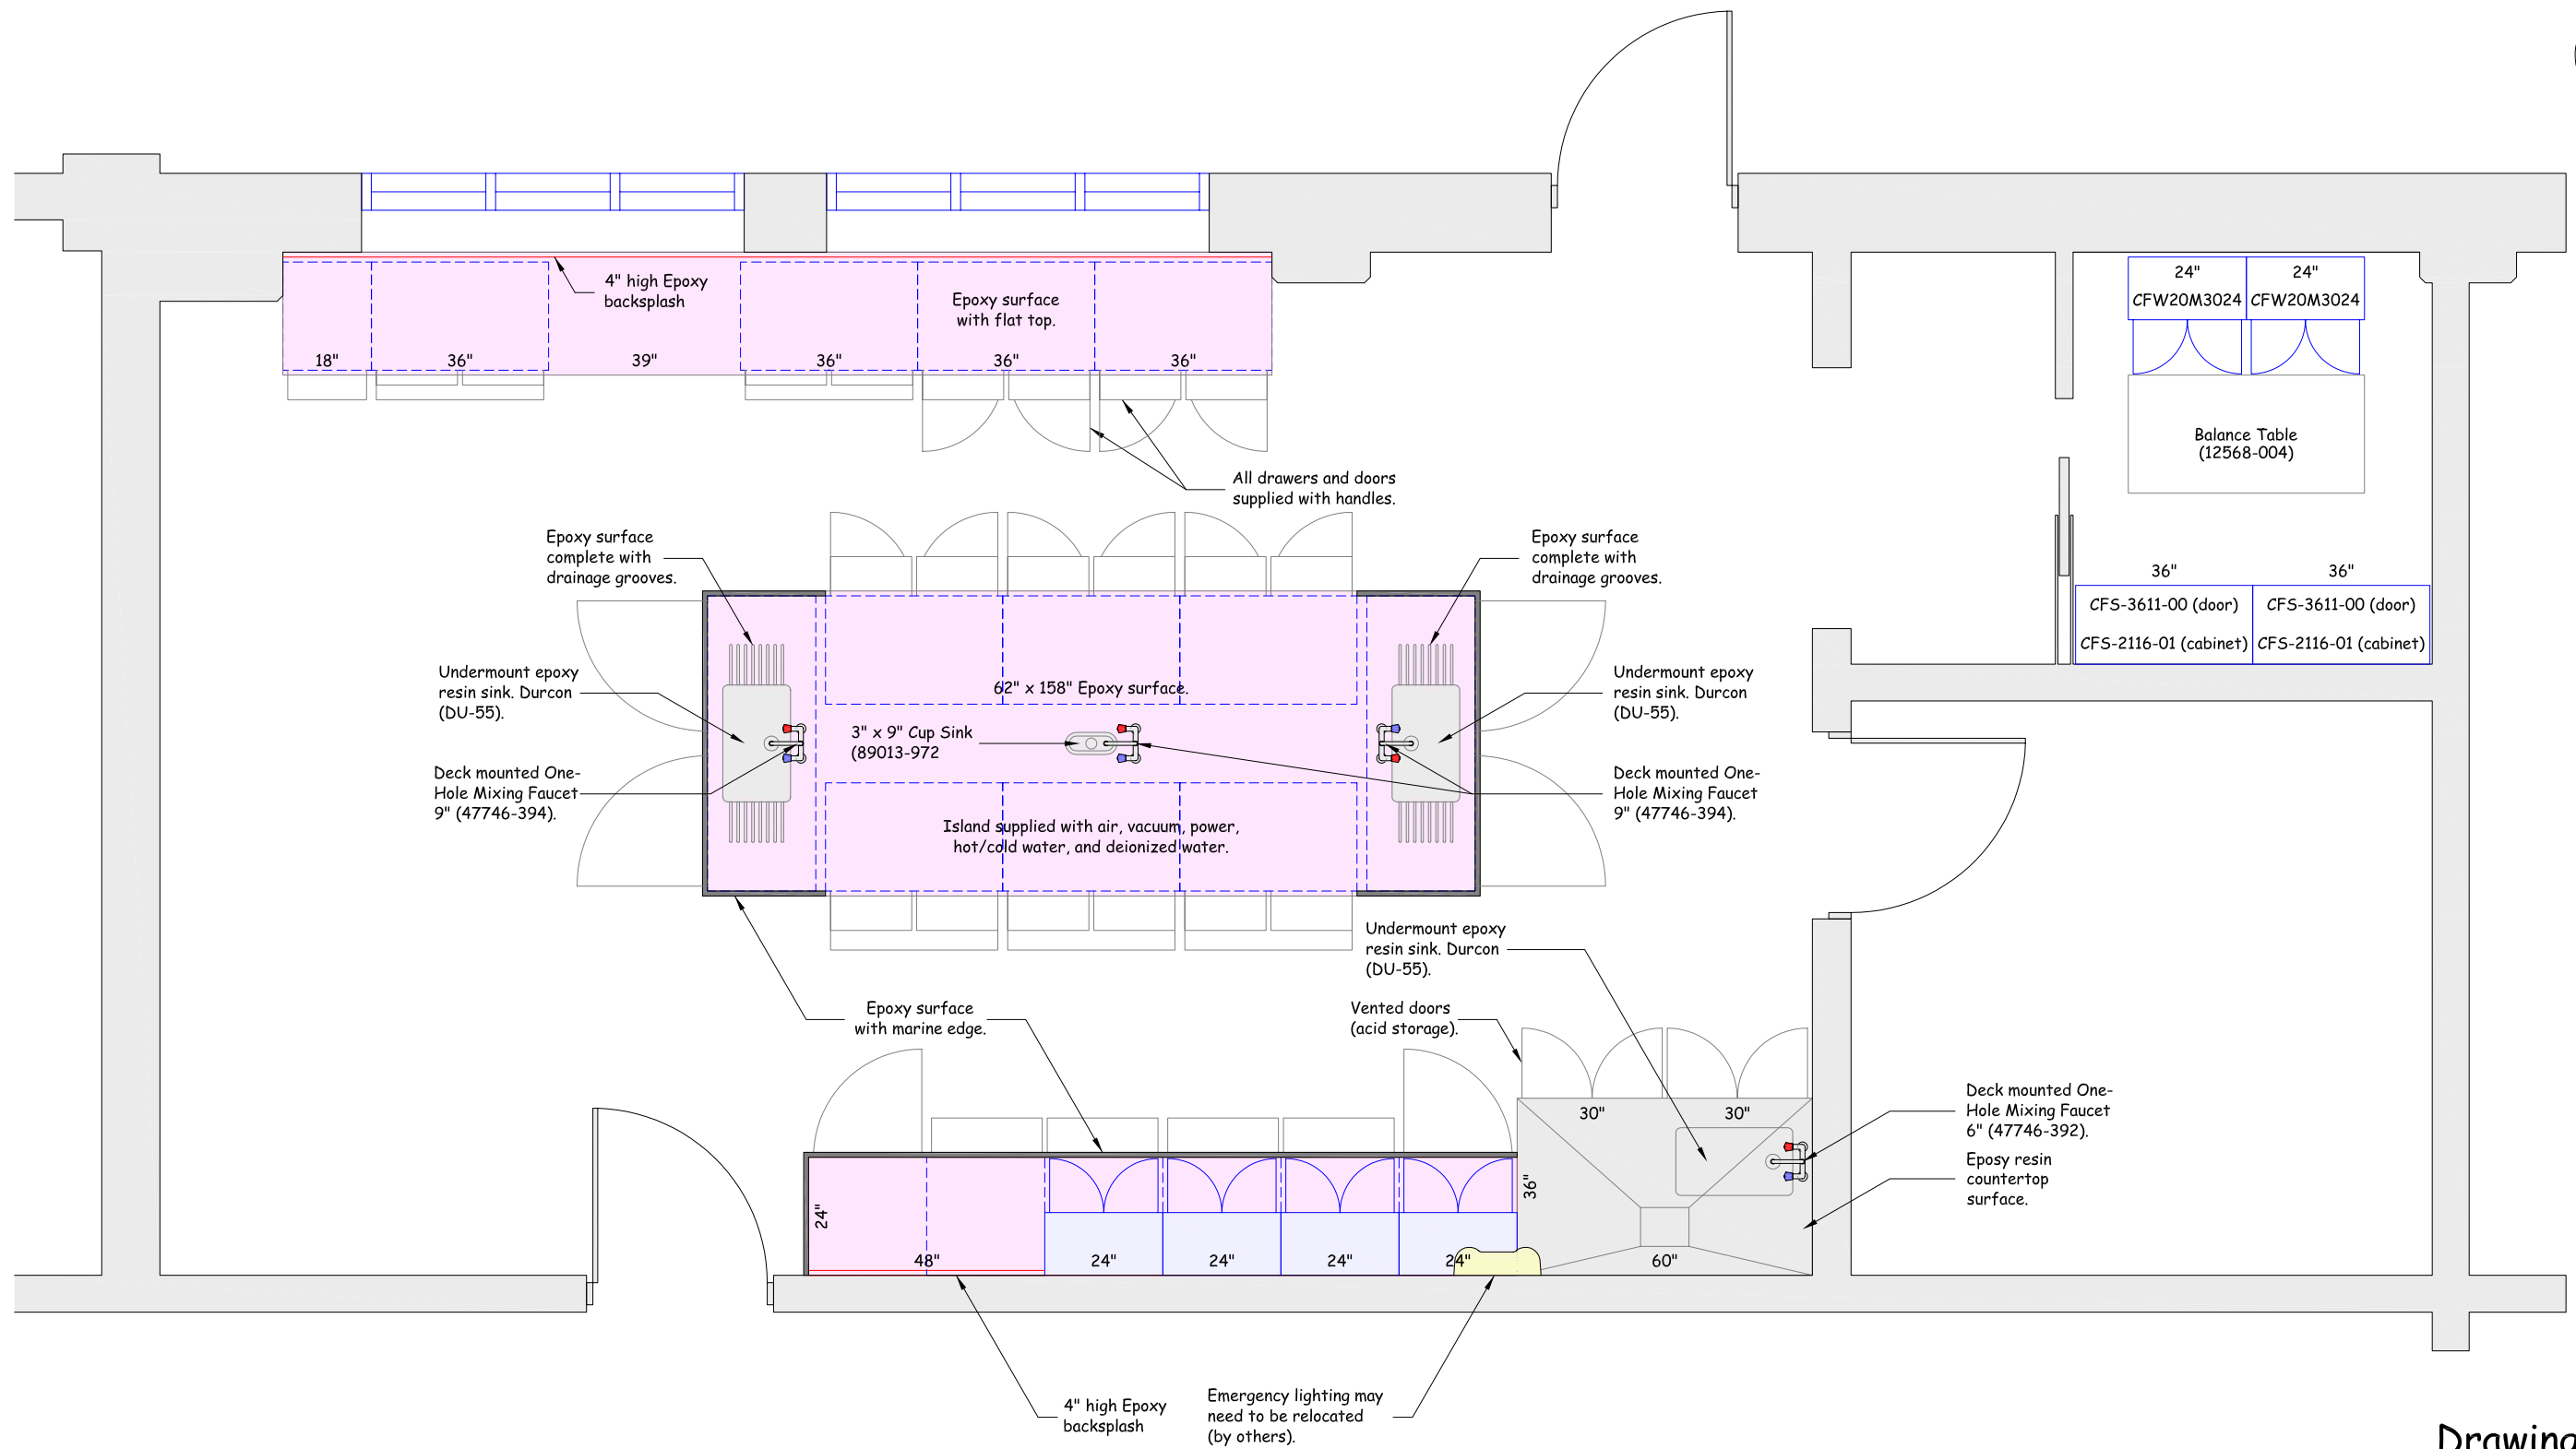 24" 24"
CFW20M3024 CFW20M3024
4" high Epoxy
backsplash
Epoxy surface
with flat top.
18" 36" 39" 36" 36" 36"
Balance Table
(12568-004)
All drawers and doors
supplied with handles.
Epoxy surface
complete with
drainage grooves.
Epoxy surface
complete with
drainage grooves.
36" 36"
CFS-3611-00 (door) CFS-3611-00 (door)
CFS-2116-01 (cabinet) CFS-2116-01 (cabinet)
Undermount epoxy
resin sink. Durcon
(DU-55).
62" x 158" Epoxy surface.
Undermount epoxy
resin sink. Durcon
(DU-55).
3" x 9" Cup Sink
(89013-972
Deck mounted One-
Hole Mixing Faucet
9" (47746-394).
Deck mounted One-
Hole Mixing Faucet
9" (47746-394).
Island supplied with air, vacuum, power,
hot/cold water, and deionized water.
Undermount epoxy
resin sink. Durcon
(DU-55).
Epoxy surface
with marine edge.
Vented doors
(acid storage).
30" 30"
Deck mounted One-
Hole Mixing Faucet
6" (47746-392).
Eposy resin
countertop
surface.
24"
36"
48" 24" 24" 24" 24" 60"
4" high Epoxy
backsplash
Emergency lighting may
need to be relocated
(by others).
Drawing